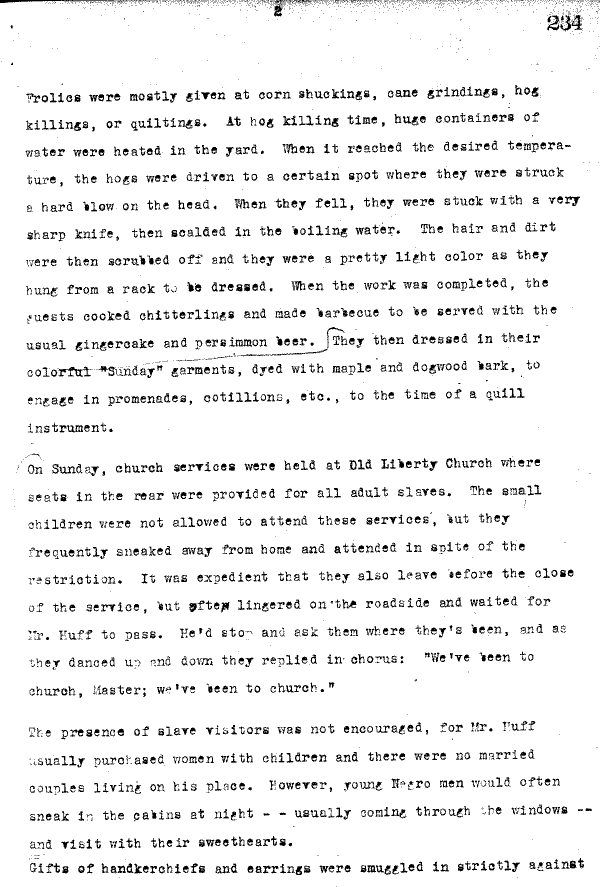 2
234
Frolics were mostly given at corn shuckings, cane grindings, hog
killings, or quiltings.  At hog killing time, huge containers of
water were heated in the yard.  When it reached the desired tempera-
ture, the hogs were driven to a certain spot where they were struck
a hard blow on the head.  When they fell, they were stuck with a very
sharp knife, then scalded in the boiling water.  The hair and dirt
were then scrubbed off and they were a pretty light color as they
hung from a rack to be dressed.  When the work was completed, the
guests cooked chitterlings and made barbecue to be served with the
usual gingercake and persimmon beer.  They then dressed in their
colorful "Sunday" garments, dyed with maple and dogwood bark, to
engage in promenades, cotillions, etc., to the time of a quill
instrument.
On Sunday, church services were held at Old Liberty Church where
seats in the rear were provided for all adult slaves.  The small
children were not allowed to attend these services, but they
frequently sneaked away from home and attended in spite of the
restriction.  It was expedient that they also leave before the close
of the service, but often lingered on the roadside and waited for
Mr. Huff to pass.  He'd stop and ask them where they's been, and as
they danced up and down they replied in chorus:  "We've been to
church, Master; we've been to church."
The presence of slave visitors was not encouraged, for Mr. Huff
usually purchased women with children and there were no married
couples living on his place.  However, young Negro men would often
sneak in the cabins at night - - usually coming through the windows --
and visit with their sweethearts.
Gifts of handkerchiefs and earrings were smuggled in strictly against